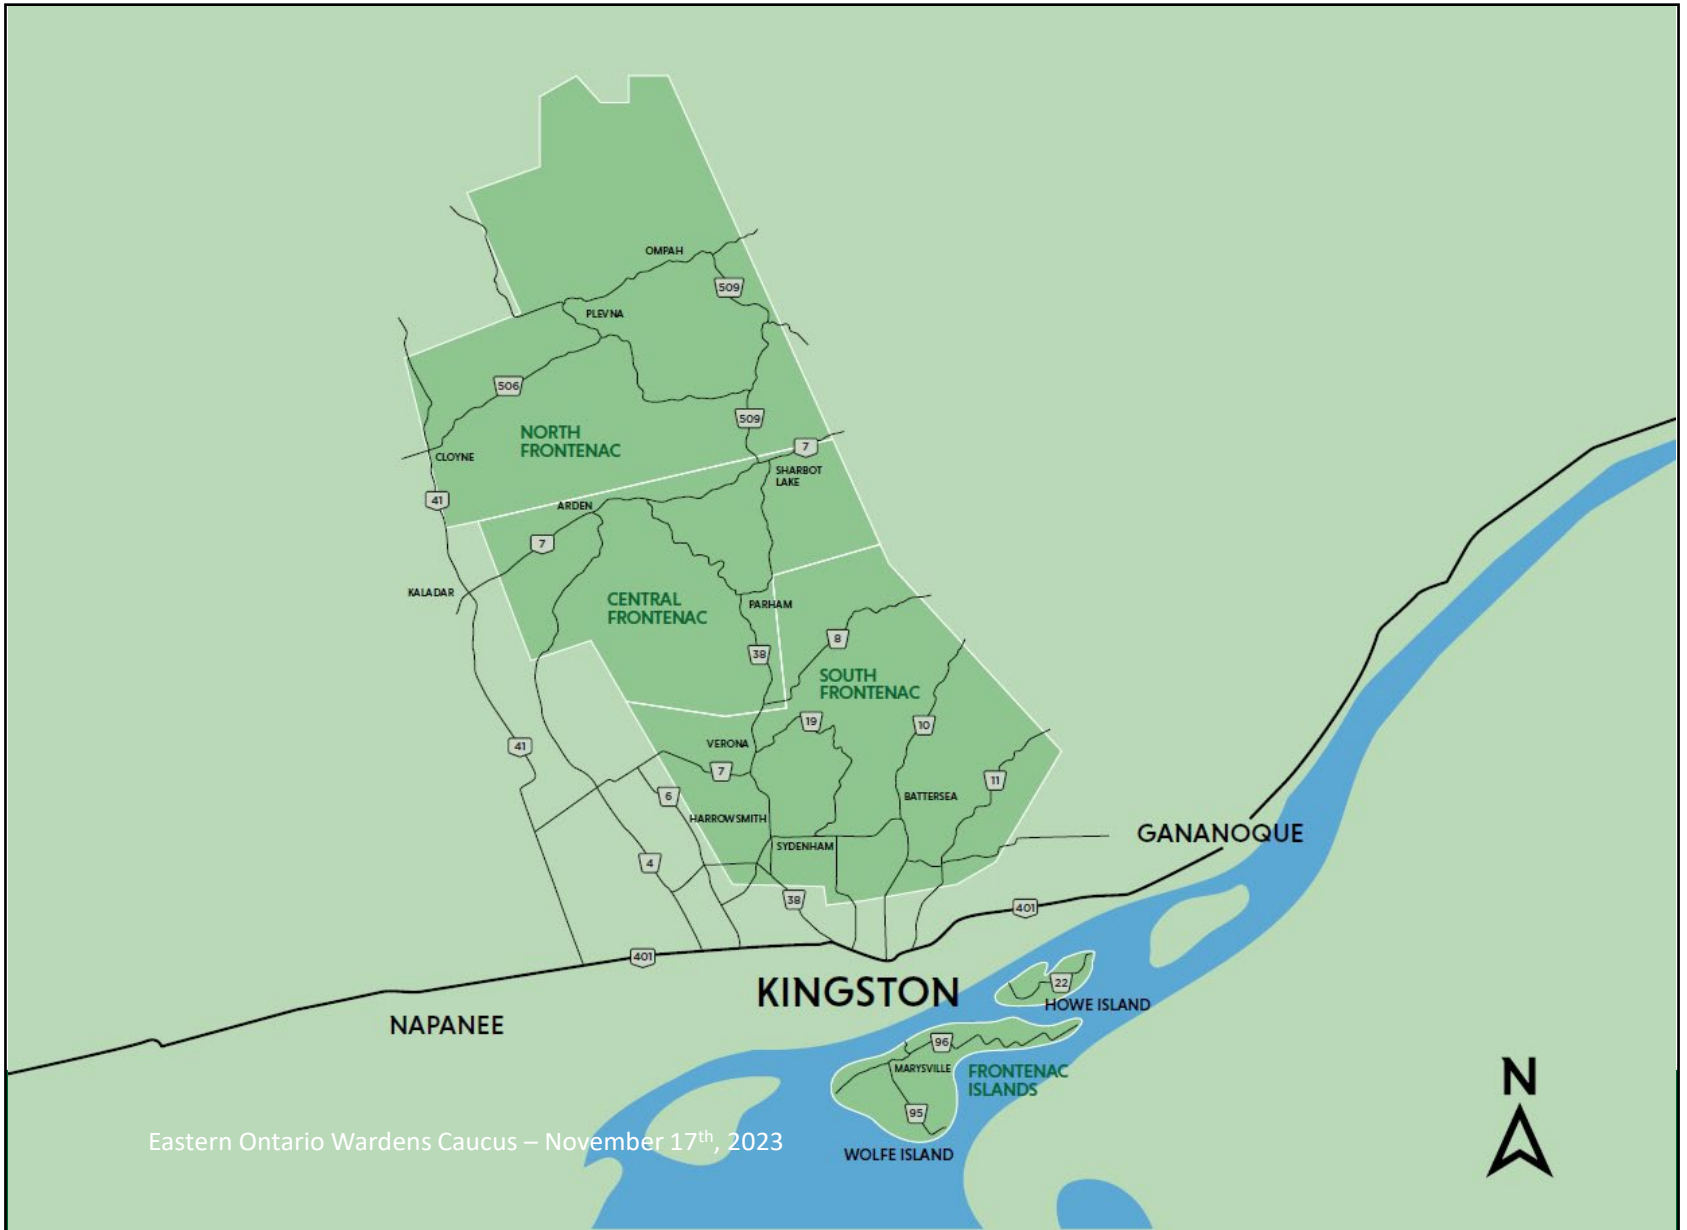 OMPAH
509
PLEVNA
506
509
NORTH
FRONTENAC
7
CLOYNE
SHARBOT
LAKE
41
ARDEN
7
KALADAR
CENTRAL
FRONTENAC
PARHAM
8
38
SOUTH
FRONTENAC
19
10
41
VERONA
7
11
6
BATTERSEA
HARROWSMITH
GANANOQUE
SYDENHAM
4
38
401
401
KINGSTON
22
HOWE ISLAND
NAPANEE
96
MARYSVILLE
FRONTENAC
ISLANDS
N
95
Eastern Ontario Wardens Caucus – November 17th, 2023
WOLFE ISLAND